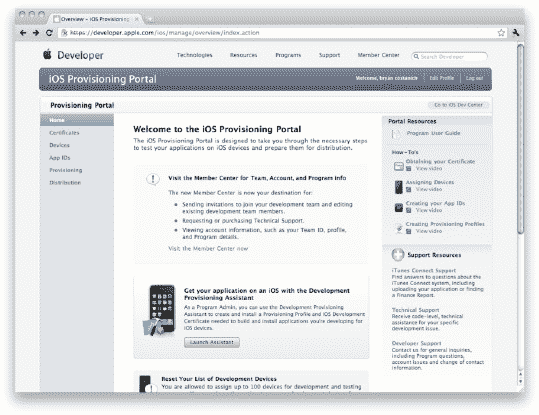 Overview – iOS Provisioning
https://developer.apple.com/ios/manage/overview/index.action
Developer
Technologies Resources Programs Support Member Center
Search Developer
iOS Provisioning Portal
Welcome, Edit Profile Log out
Provisioning Portal
Go to iOS Dev Center
Home
Certificates
Devices
App IDs
Provisioning
Distribution
Welcome to the iOS Provisioning Portal
The iOS Provisioning Portal is designed to take you through the necessary steps
to test your applications on iOS devices and prepare them for distribution.
Visit the Member Center for Team, Account, and Program Info
The new Member Center is now your destination for:
Sending invitations to join your development team and editing
existing development team members.
Requesting or purchasing Technical Support.
Viewing account information, such as your Team ID, profile,
and Program details.
Visit the Member Center now
Get your application on an iOS with the Development
Provisioning Assistant
As a Program Admin, you can use the Development Provisioning
Assistant to create and install a Provisioning Profile and iOS Development
Certificate needed to build and install applications you're developing for
iOS devices.
Launch Assistant
Reset Your List of Development Devices
You are allowed to assign up to 100 devices for development and testing
Portal Resources
Program User Guide
How-To's
Obtaining your Certificate
View video
Assigning Devices
View video
Creating your App IDs
View video
Creating Provisioning Profiles
View video
Support Resources
iTunes Connect Support
Find answers to questions about the
iTunes Connect system, including
uploading your application or finding
a Finance Report.
Technical Support
Receive code-level, technical
assistance for your specific
development issue.
Developer Support
Contact us for general inquiries,
including Program questions,
account issues and change of contact
information.